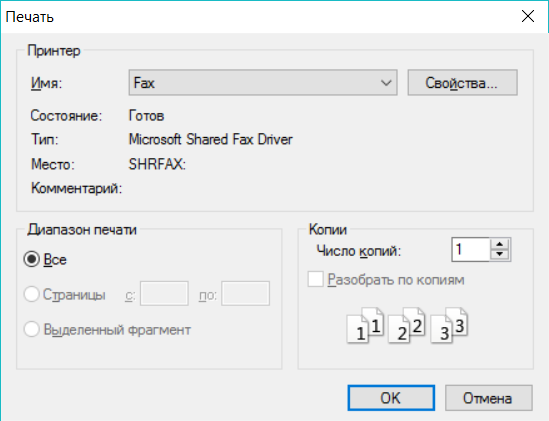 Печать
Принтер
Имя: Fax Свойства...
Состояние: Готов
Тип: Microsoft Shared Fax Driver
Место: SHRFAX:
Комментарий:
Диапазон печати
Все
Страницы с: по:
Выделенный фрагмент
Копии
Число копий: 1
Разобрать по копиям
1 1 2 2 3 3
OK Отмена